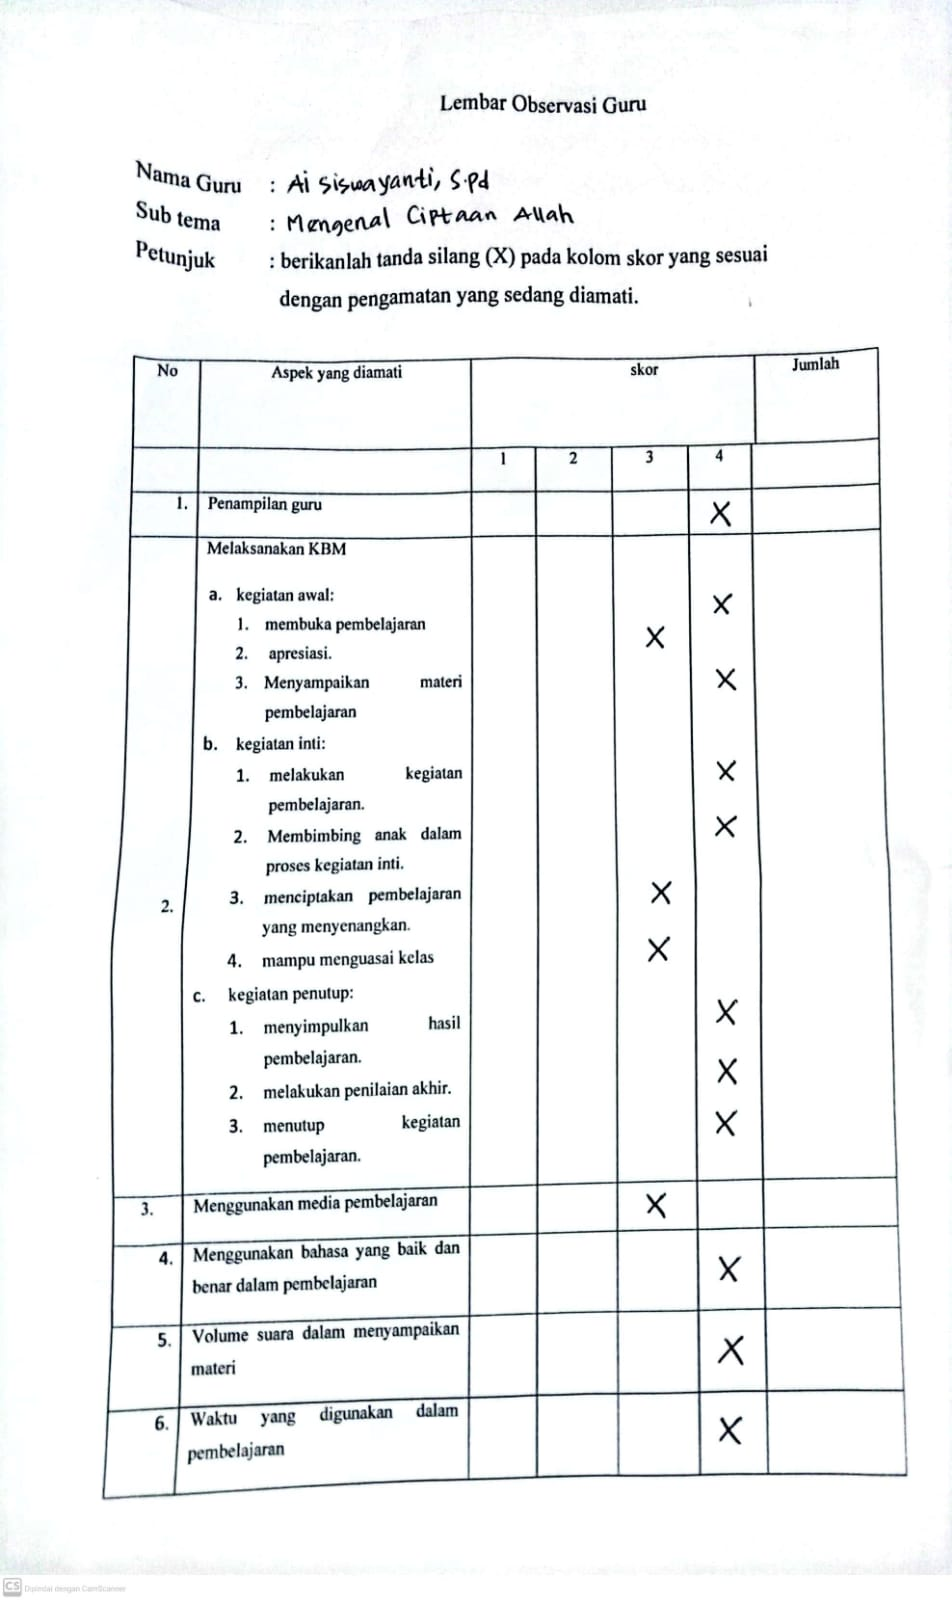 Lembar Observasi Guru
Nama Guru : Ai Siswayanti, S.Pd
Sub tema : Mengenal Ciptaan Allah
Petunjuk : berikanlah tanda silang (X) pada kolom skor yang sesuai
dengan pengamatan yang sedang diamati.
No Aspek yang diamati skor Jumlah
1 2 3 4
1. Penampilan guru X
Melaksanakan KBM
a. kegiatan awal:
X
1. membuka pembelajaran
X
2. apresiasi.
3. Menyampaikan materi X
pembelajaran
b. kegiatan inti:
1. melakukan kegiatan X
pembelajaran.
2. Membimbing anak dalam X
proses kegiatan inti.
2. 3. menciptakan pembelajaran X
yang menyenangkan.
4. mampu menguasai kelas X
c. kegiatan penutup:
1. menyimpulkan hasil X
pembelajaran.
2. melakukan penilaian akhir. X
3. menutup kegiatan X
pembelajaran.
3. Menggunakan media pembelajaran X
4. Menggunakan bahasa yang baik dan X
benar dalam pembelajaran
5. Volume suara dalam menyampaikan X
materi
6. Waktu yang digunakan dalam X
pembelajaran
CS Dipindai dengan CamScanner